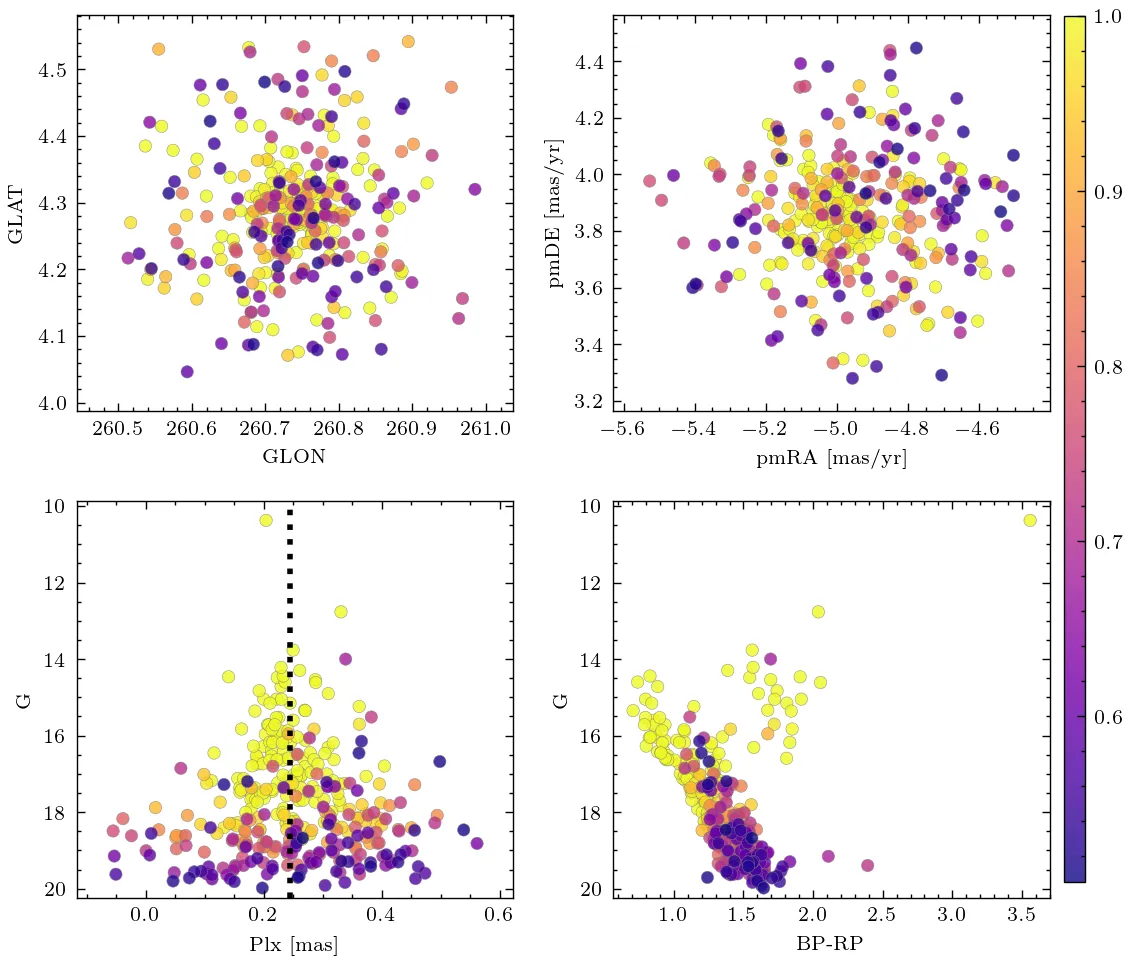 4.5
4.4
4.3
4.2
4.1
4.0
GLAT
260.5 260.6 260.7 260.8 260.9 261.0
GLON
4.4
4.2
4.0
3.8
3.6
3.4
3.2
pmDE [mas/yr]
−5.6 −5.4 −5.2 −5.0 −4.8 −4.6
pmRA [mas/yr]
10
12
14
16
18
20
G
0.0 0.2 0.4 0.6
Plx [mas]
10
12
14
16
18
20
G
1.0 1.5 2.0 2.5 3.0 3.5
BP-RP
1.0
0.9
0.8
0.7
0.6